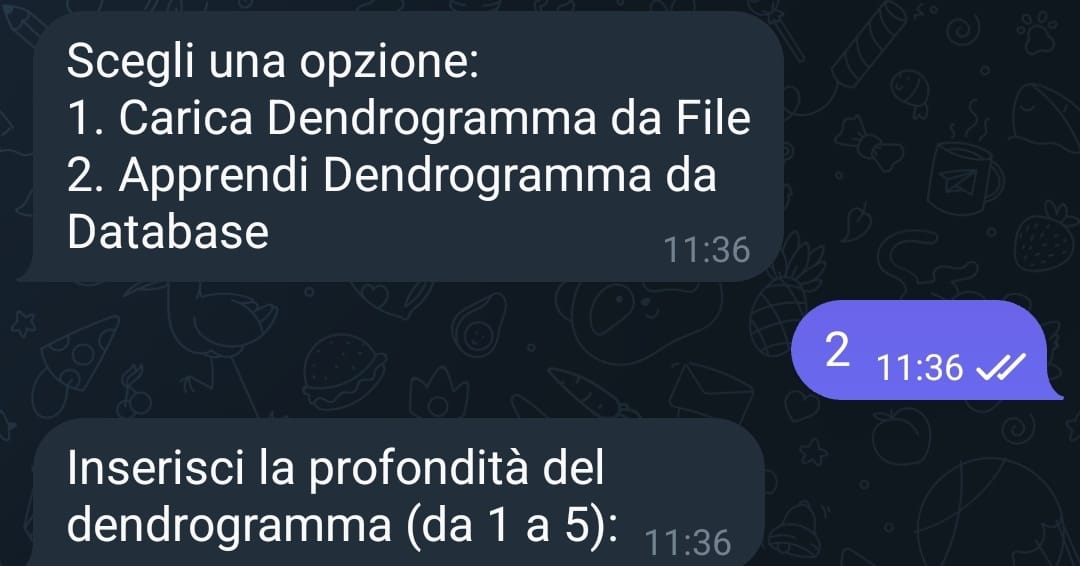 Scegli una opzione:
1. Carica Dendrogramma da File
2. Apprendi Dendrogramma da
Database
11:36
2
11:36
Inserisci la profondità del
dendrogramma (da 1 a 5):
11:36